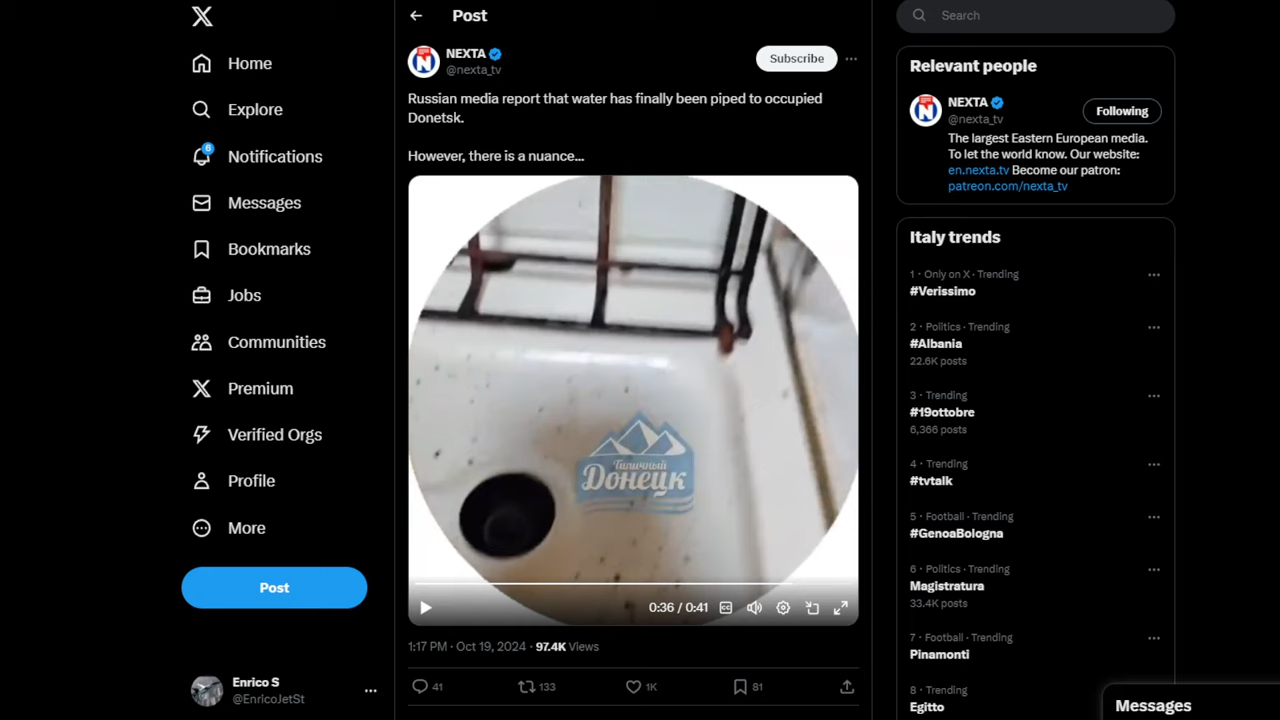 Home
Explore
6
Notifications
Messages
Bookmarks
Jobs
Communities
Premium
Verified Orgs
Profile
More
Post
Enrico S
@EnricoJetSt
Post
NEXTA
@nexta_tv
Subscribe
Russian media report that water has finally been piped to occupied
Donetsk.
However, there is a nuance...
Типичный
Донецк
0:36 / 0:41
1:17 PM · Oct 19, 2024 · 97.4K Views
41
133
1K
81
Search
Relevant people
NEXTA
@nexta_tv
Following
The largest Eastern European media.
To let the world know. Our website:
en.nexta.tv Become our patron:
patreon.com/nexta_tv
Italy trends
1 · Only on X · Trending
#Verissimo
2 · Politics · Trending
#Albania
22.6K posts
3 · Trending
#19ottobre
6,366 posts
4 · Trending
#tvtalk
5 · Football · Trending
#GenoaBologna
6 · Politics · Trending
Magistratura
33.4K posts
7 · Football · Trending
Pinamonti
8 · Trending
Egitto
Messages